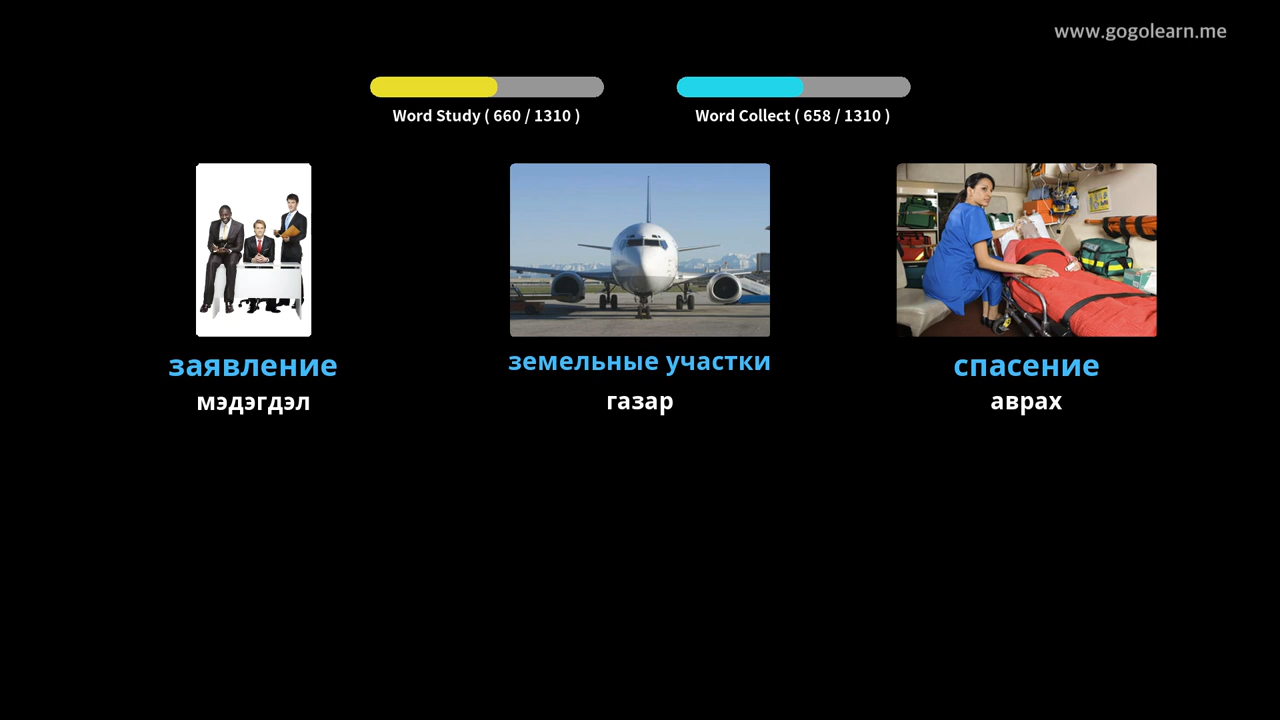 www.gogolearn.me
Word Study ( 660 / 1310 )
Word Collect ( 658 / 1310 )
заявление
мэдэгдэл
земельные участки
газар
спасение
аврах